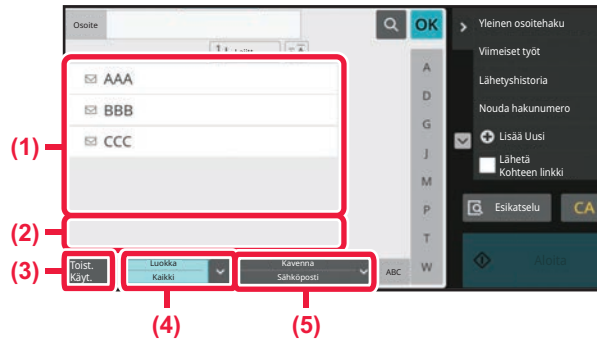 Osoite
OK
AAA
BBB
CCC
A
D
G
J
M
P
T
W
ABC
(1)
(2)
(3)
Toist.
Käyt.
Luokka
Kaikki
Kavenna
Sähköposti
(4)
(5)
Yleinen osoitehaku
Viimeiset työt
Lähetyshistoria
Nouda hakunumero
Lisää Uusi
Lähetä
Kohteen linkki
Esikatselu
CA
Aloita